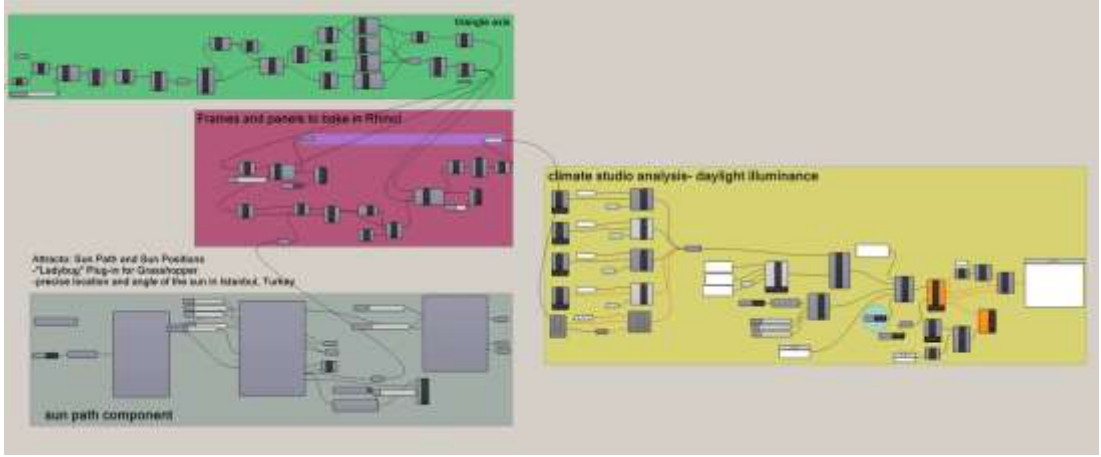 triangle axis
Frames and panels to bake in Rhino!
climate studio analysis- daylight illuminance
Attractor Sun Path and Sun Positions
-"Ladybug" Plug-in for Grasshopper
-precise location and angle of the sun in Istanbul, Turkey
sun path component